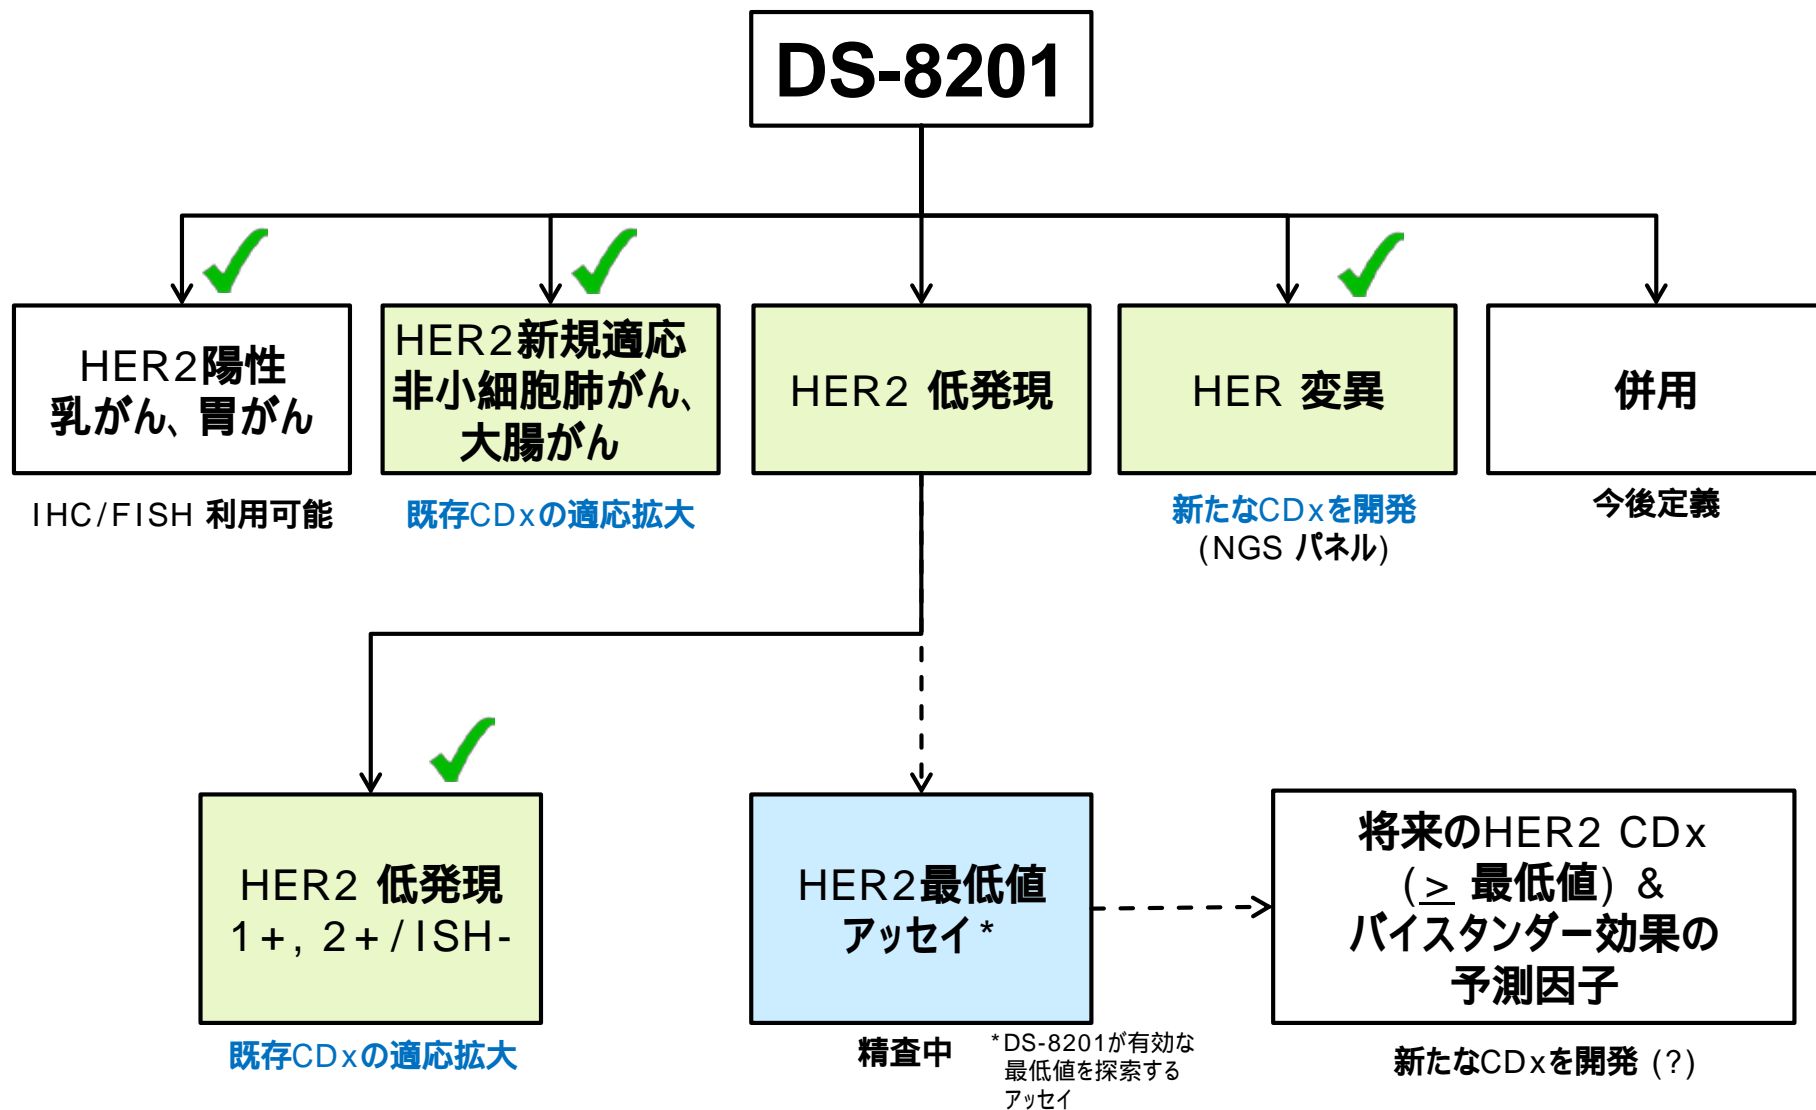 DS-8201
HER2陽性
乳がん、胃がん
HER2新規適応
非小細胞肺がん、
大腸がん
HER2 低発現
HER 変異
併用
IHC/FISH 利用可能
既存CDxの適応拡大
新たなCDxを開発
(NGS パネル)
今後定義
HER2 低発現
1+, 2+/ISH-
HER2最低値
アッセイ*
将来のHER2 CDx
(≥ 最低値) &
バイスタンダー効果の
予測因子
既存CDxの適応拡大
精査中
*DS-8201が有効な
最低値を探索する
アッセイ
新たなCDxを開発 (?)